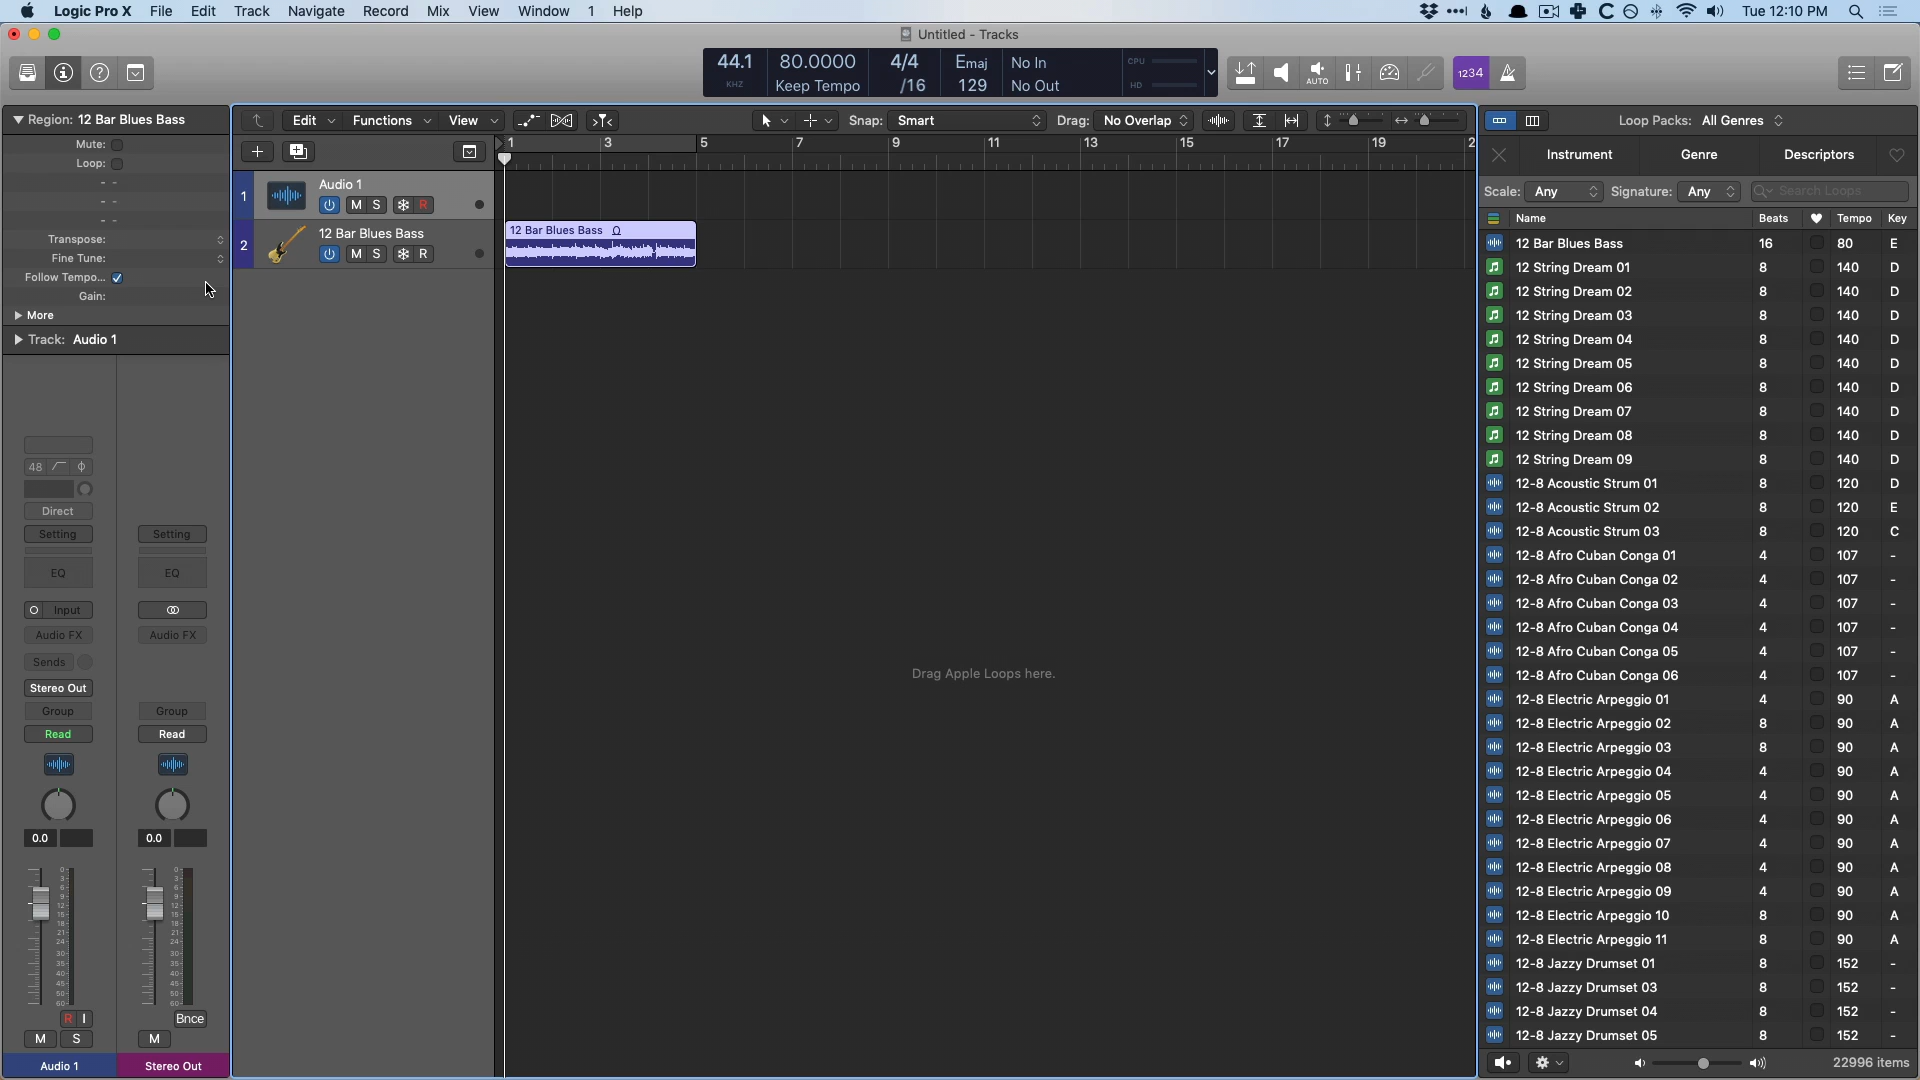 Logic Pro X File Edit Track Navigate Record Mix View Window 1 Help Tue 12:10 PM
Untitled - Tracks
44.1 80.0000 4/4 Emaj No In CPU
KHZ Keep Tempo /16 129 No Out HD
AUTO 1234
Region: 12 Bar Blues Bass
Mute:
Loop:
Transpose:
Fine Tune:
Follow Tempo...
Gain:
More
Track: Audio 1
48
Direct
Setting Setting
EQ EQ
Input
Audio FX Audio FX
Sends
Stereo Out
Group Group
Read Read
0.0 0.0
R I Bnce
M S M
Audio 1 Stereo Out
Edit Functions View Snap: Smart Drag: No Overlap
1 3 5 7 9 11 13 15 17 19 2
1 Audio 1
M S R
2 12 Bar Blues Bass
M S R
12 Bar Blues Bass
Drag Apple Loops here.
Loop Packs: All Genres
Instrument Genre Descriptors
Scale: Any Signature: Any Search Loops
Name Beats Tempo Key
12 Bar Blues Bass 16 80 E
12 String Dream 01 8 140 D
12 String Dream 02 8 140 D
12 String Dream 03 8 140 D
12 String Dream 04 8 140 D
12 String Dream 05 8 140 D
12 String Dream 06 8 140 D
12 String Dream 07 8 140 D
12 String Dream 08 8 140 D
12 String Dream 09 8 140 D
12-8 Acoustic Strum 01 8 120 D
12-8 Acoustic Strum 02 8 120 E
12-8 Acoustic Strum 03 8 120 C
12-8 Afro Cuban Conga 01 4 107 -
12-8 Afro Cuban Conga 02 4 107 -
12-8 Afro Cuban Conga 03 4 107 -
12-8 Afro Cuban Conga 04 4 107 -
12-8 Afro Cuban Conga 05 4 107 -
12-8 Afro Cuban Conga 06 4 107 -
12-8 Electric Arpeggio 01 4 90 A
12-8 Electric Arpeggio 02 8 90 A
12-8 Electric Arpeggio 03 8 90 A
12-8 Electric Arpeggio 04 4 90 A
12-8 Electric Arpeggio 05 4 90 A
12-8 Electric Arpeggio 06 4 90 A
12-8 Electric Arpeggio 07 4 90 A
12-8 Electric Arpeggio 08 4 90 A
12-8 Electric Arpeggio 09 4 90 A
12-8 Electric Arpeggio 10 8 90 A
12-8 Electric Arpeggio 11 8 90 A
12-8 Jazzy Drumset 01 8 152 -
12-8 Jazzy Drumset 03 8 152 -
12-8 Jazzy Drumset 04 8 152 -
12-8 Jazzy Drumset 05 8 152 -
22996 items